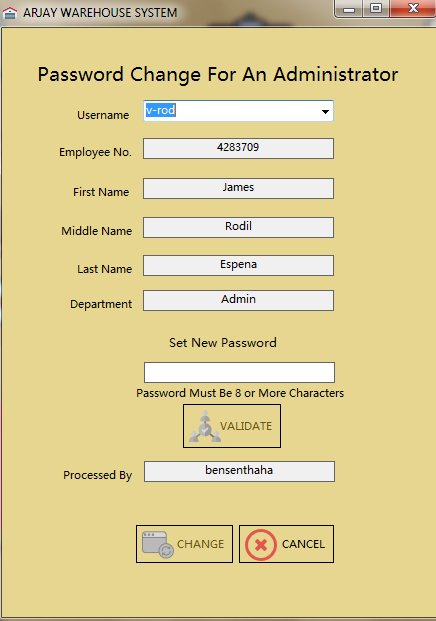 ARJAY WAREHOUSE SYSTEM
Password Change For An Administrator
Username v-rod
Employee No. 4283709
First Name James
Middle Name Rodil
Last Name Espena
Department Admin
Set New Password
Password Must Be 8 or More Characters
VALIDATE
Processed By bensenthaha
CHANGE CANCEL